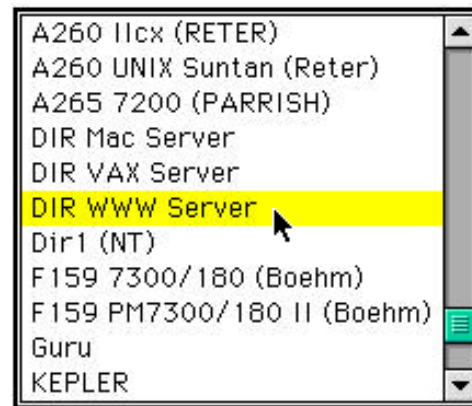 A260 IIcx (RETER)
A260 UNIX Suntan (Reter)
A265 7200 (PARRISH)
DIR Mac Server
DIR VAX Server
DIR WWW Server
Dir1 (NT)
F159 7300/180 (Boehm)
F159 PM7300/180 II (Boehm)
Guru
KEPLER